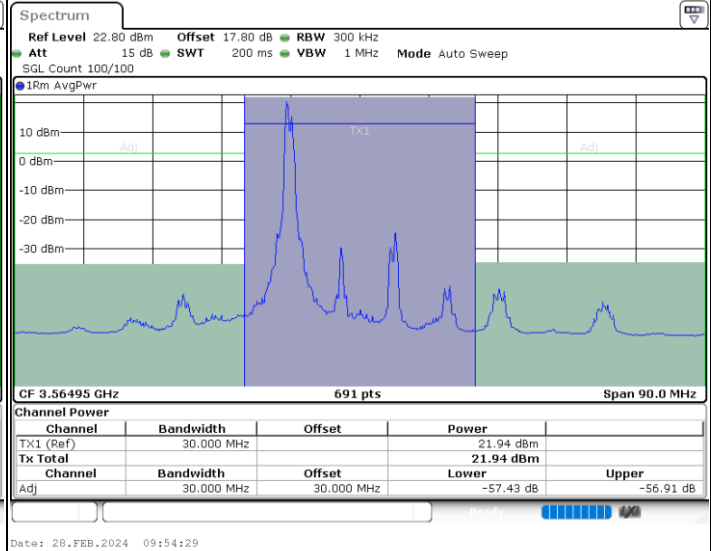 Spectrum
Ref Level 22.80 dBm Offset 17.80 dB RBW 300 kHz
Att 15 dB SWT 200 ms VBW 1 MHz Mode Auto Sweep
SGL Count 100/100
1Rm AvgPwr
10 dBm
TX1
Adj
Adj
0 dBm
-10 dBm
-20 dBm
-30 dBm
CF 3.56495 GHz 691 pts Span 90.0 MHz
Channel Power
Channel Bandwidth Offset Power
TX1 (Ref) 30.000 MHz 21.94 dBm
Tx Total 21.94 dBm
Channel Bandwidth Offset Lower Upper
Adj 30.000 MHz 30.000 MHz -57.43 dB -56.91 dB
Ready
Date: 28.FEB.2024 09:54:29